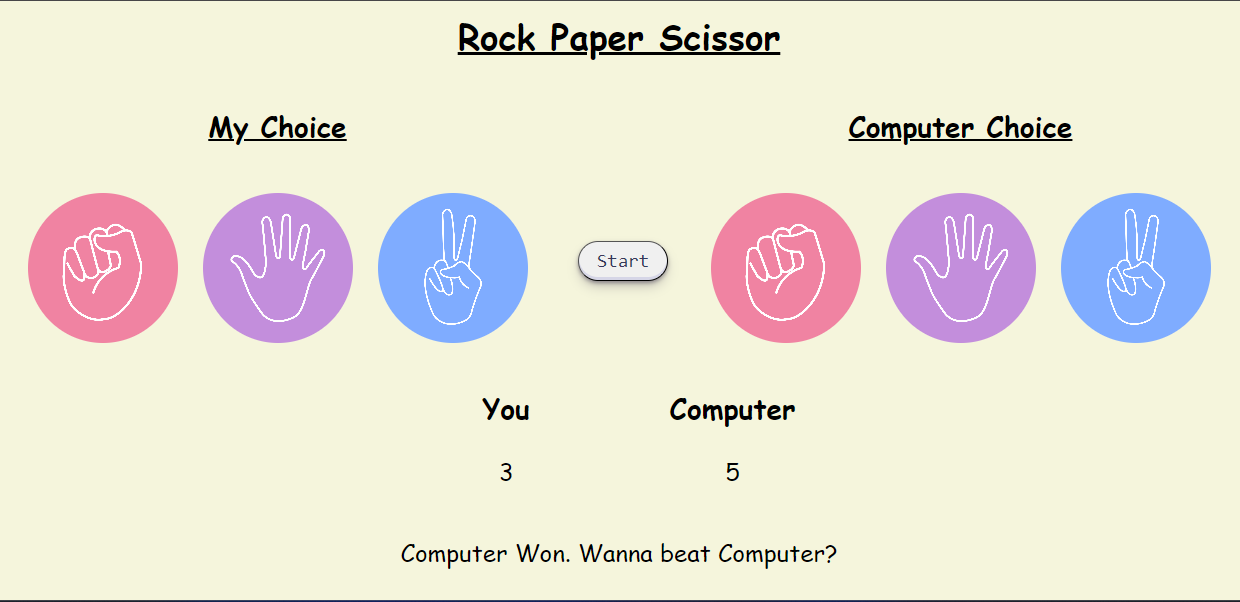 Rock Paper Scissor
My Choice
Computer Choice
Start
You
Computer
3
5
Computer Won. Wanna beat Computer?